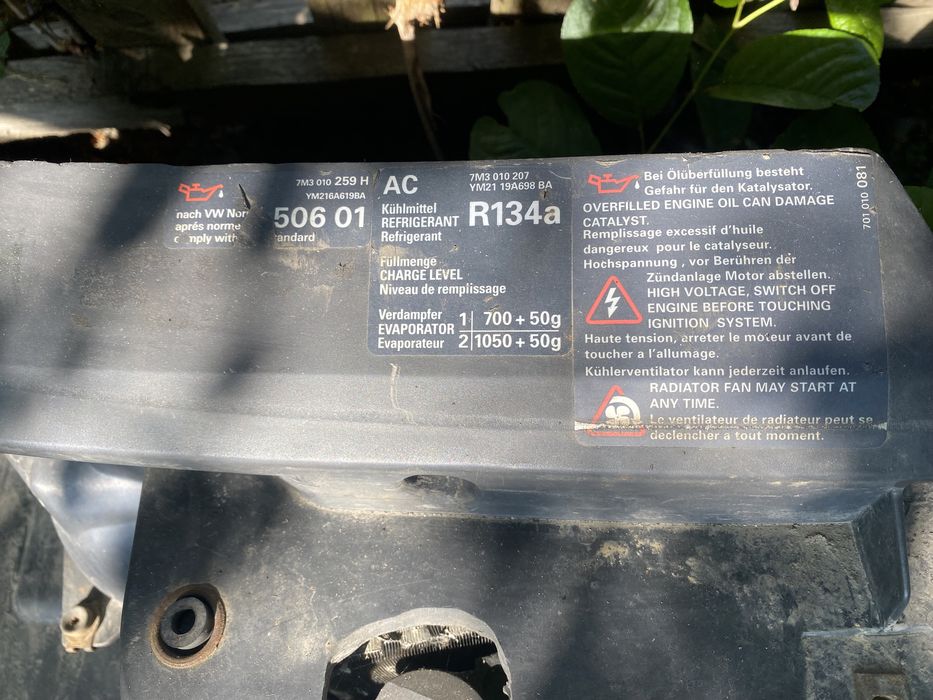 7M3 010 259 H
YM216A619BA
nach VW Nor
après norme
comply with
andard
506 01
AC
7M3 010 207
YM21 19A698 BA
Kühlmittel
REFRIGERANT
Refrigerant
R134a
Füllmenge
CHARGE LEVEL
Niveau de remplissage
Verdampfer
EVAPORATOR
Evaporateur
1 700 + 50g
2 1050 + 50g
Bei Ölüberfüllung besteht
Gefahr für den Katalysator.
OVERFILLED ENGINE OIL CAN DAMAGE
CATALYST.
Remplissage excessif d'huile
dangereux pour le catalyseur.
Hochspannung , vor Berühren der
Zündanlage Motor abstellen.
HIGH VOLTAGE, SWITCH OFF
ENGINE BEFORE TOUCHING
IGNITION SYSTEM.
Haute tension, arreter le moteur avant de
toucher a l'allumage.
Kühlerventilator kann jederzeit anlaufen.
RADIATOR FAN MAY START AT
ANY TIME.
Le ventilateur de radiateur peut se
declencher a tout moment.
701 010 081